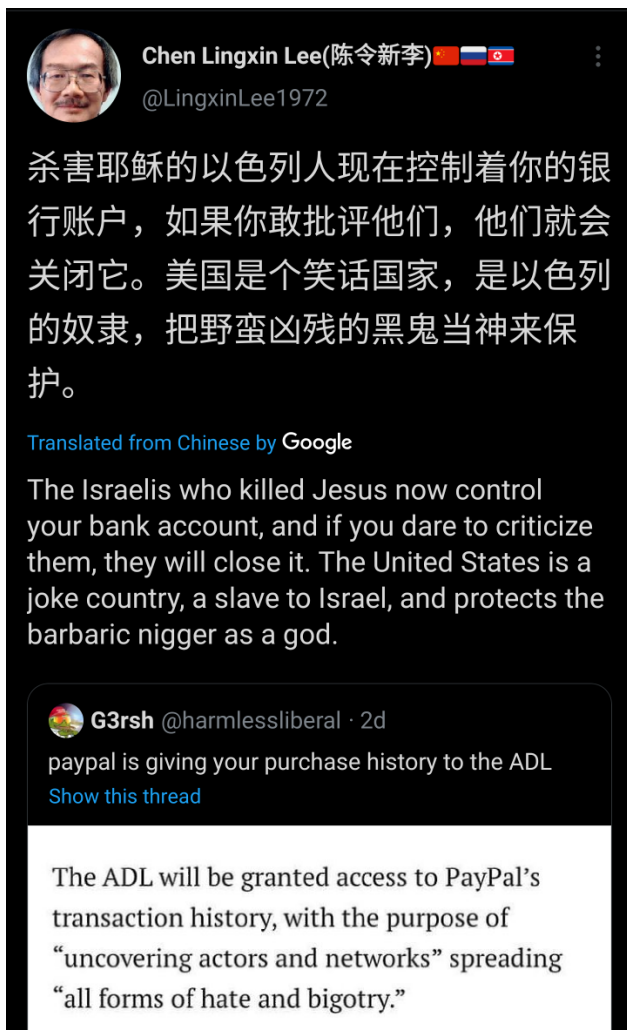 Chen Lingxin Lee(陈令新李)🇨🇳🇷🇺🇰🇵
@LingxinLee1972
杀害耶稣的以色列人现在控制着你的银
行账户，如果你敢批评他们，他们就会
关闭它。美国是个笑话国家，是以色列
的奴隶，把野蛮凶残的黑鬼当神来保
护。
Translated from Chinese by Google
The Israelis who killed Jesus now control
your bank account, and if you dare to criticize
them, they will close it. The United States is a
joke country, a slave to Israel, and protects the
barbaric nigger as a god.
G3rsh @harmlessliberal · 2d
paypal is giving your purchase history to the ADL
Show this thread
The ADL will be granted access to PayPal’s
transaction history, with the purpose of
“uncovering actors and networks” spreading
“all forms of hate and bigotry.”